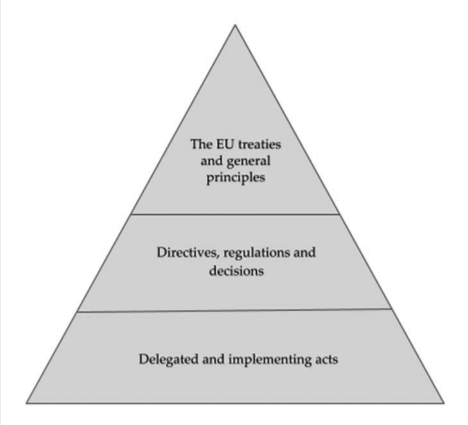 The EU treaties
and general
principles
Directives, regulations and
decisions
Delegated and implementing acts